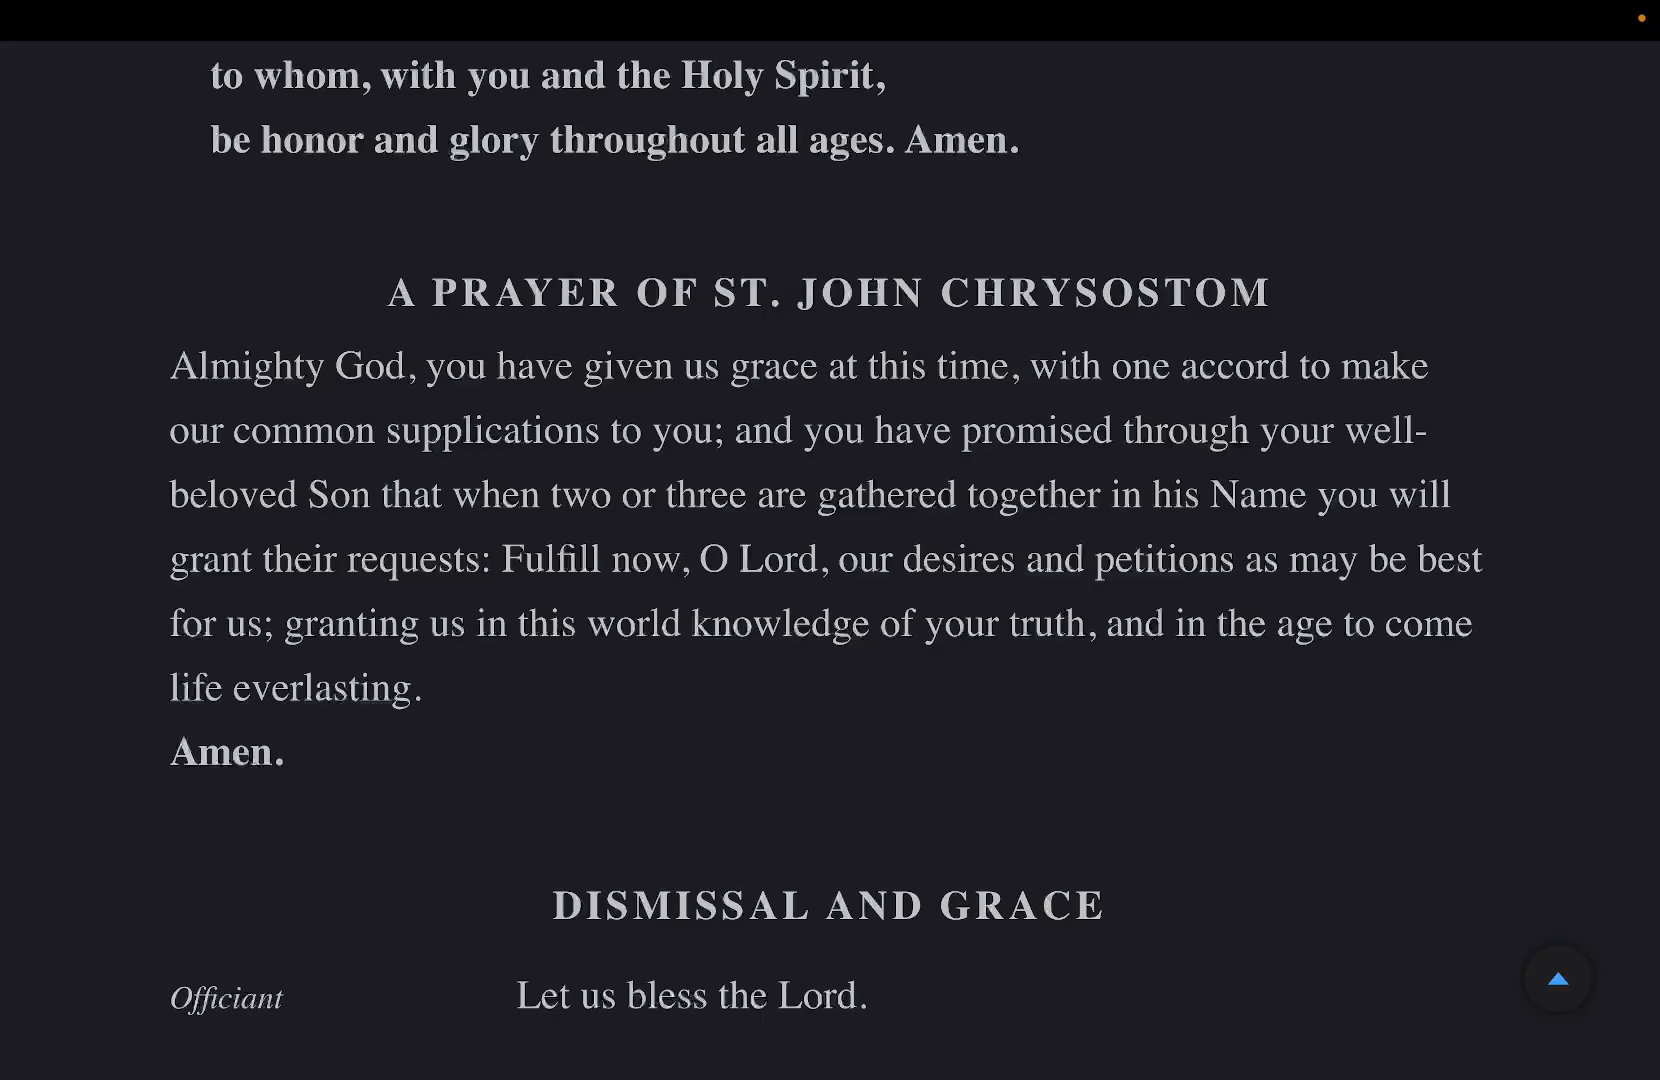 to whom, with you and the Holy Spirit,
be honor and glory throughout all ages. Amen.
A PRAYER OF ST. JOHN CHRYSOSTOM
Almighty God, you have given us grace at this time, with one accord to make
our common supplications to you; and you have promised through your well-
beloved Son that when two or three are gathered together in his Name you will
grant their requests: Fulfill now, O Lord, our desires and petitions as may be best
for us; granting us in this world knowledge of your truth, and in the age to come
life everlasting.
Amen.
DISMISSAL AND GRACE
Officiant Let us bless the Lord.